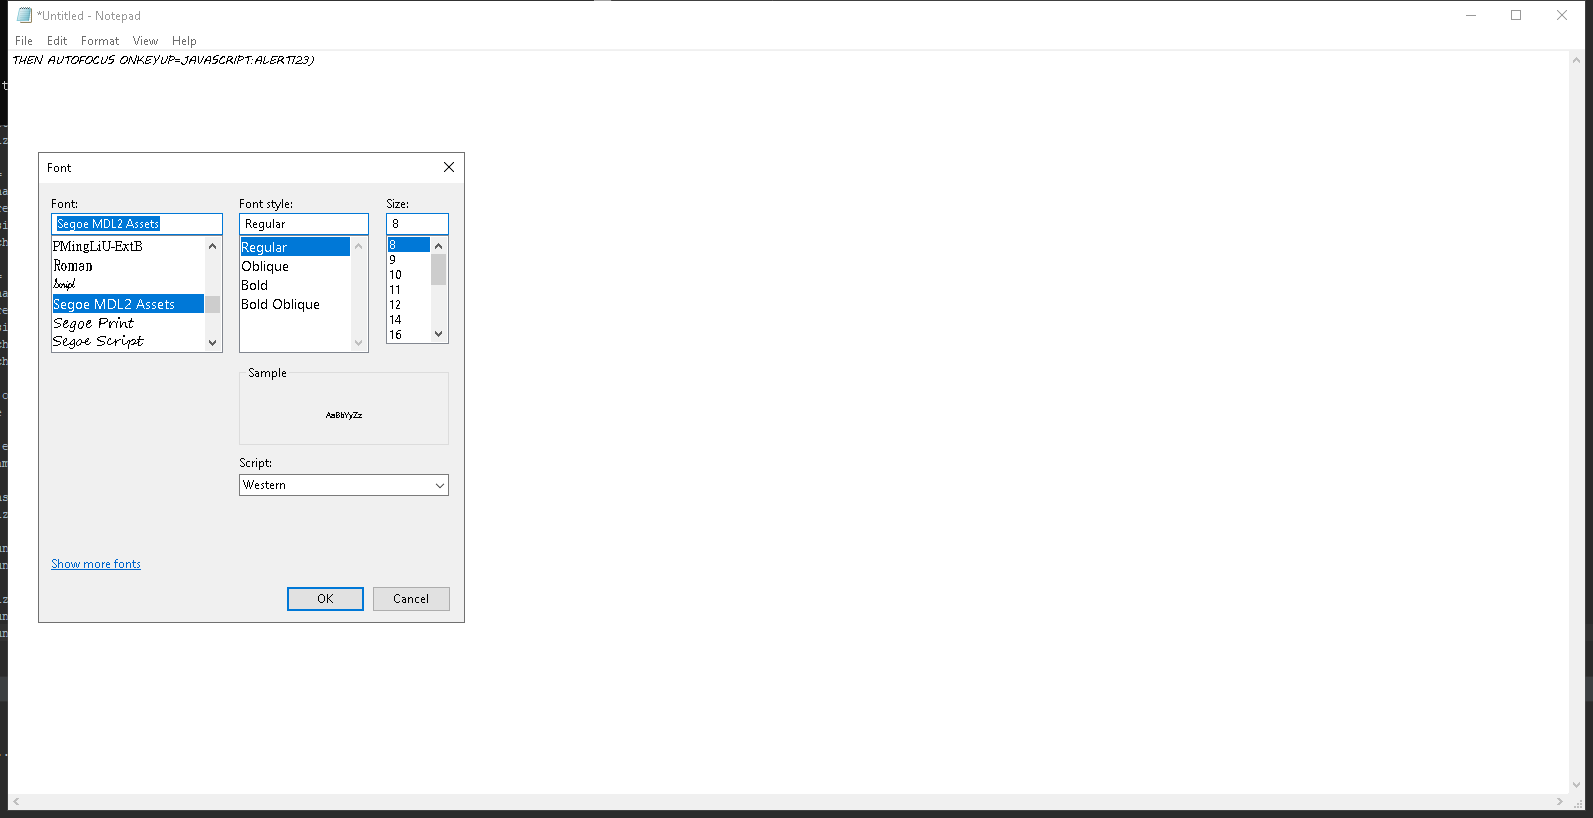 *Untitled - Notepad
File Edit Format View Help
THEN AUTOFOCUS ONKEYUP=JAVASCRIPT:ALERT123)
Font
Font: Font style: Size:
Segoe MDL2 Assets Regular 8
PMingLiU-ExtB Regular 8
Roman Oblique 9
Script Bold 10
Segoe MDL2 Assets Bold Oblique 11
Segoe Print 12
Segoe Script 14
16
Sample
AaBbYyZz
Script:
Western
Show more fonts
OK Cancel